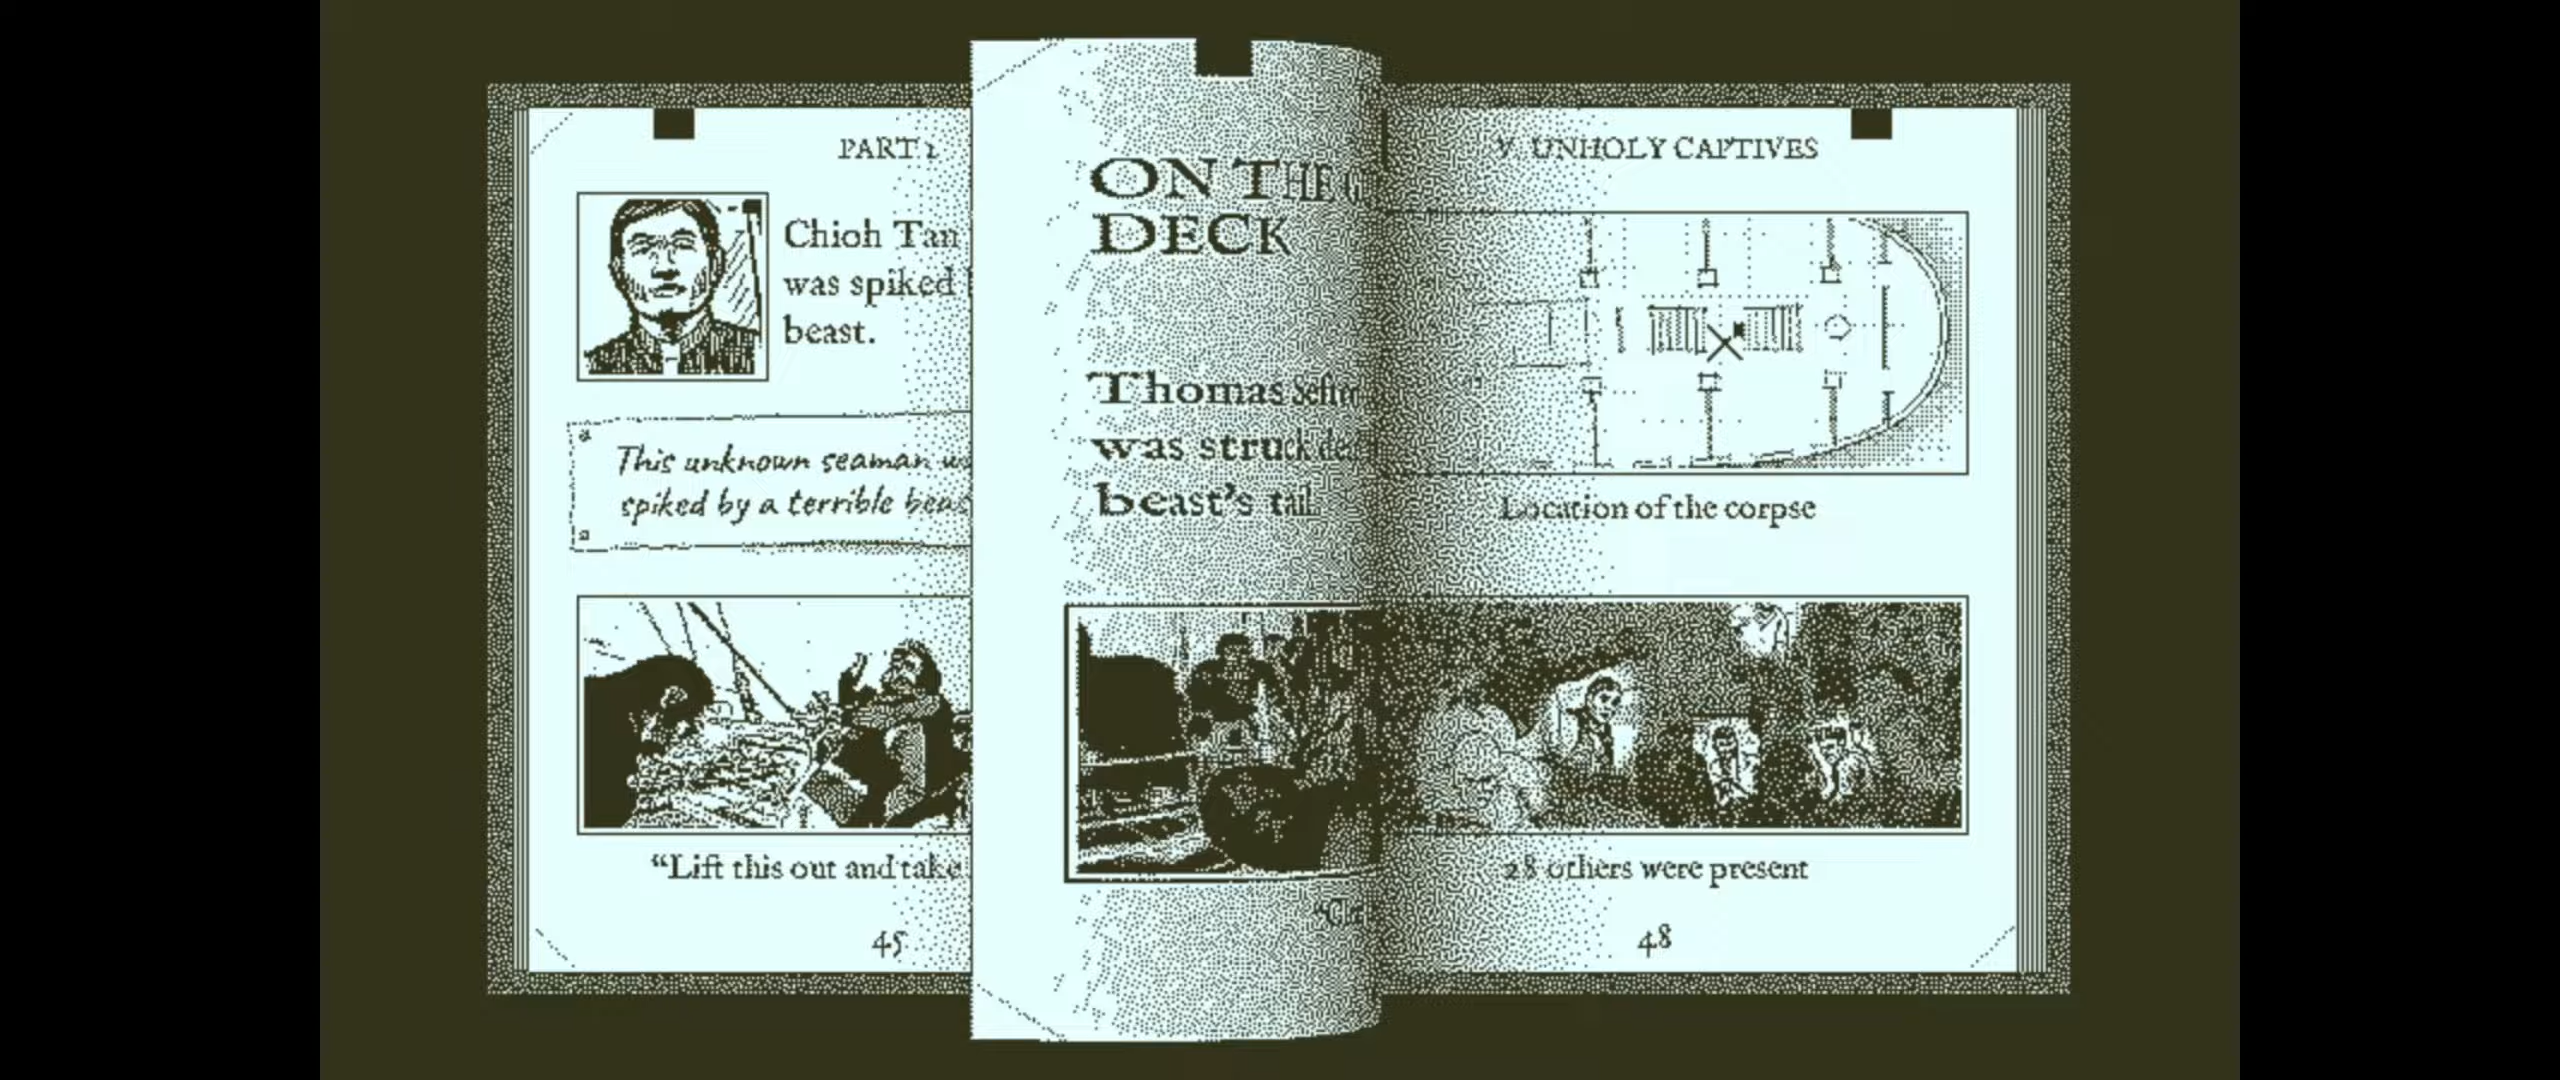 PART 1
Chioh Tan
was spiked
beast.
This unknown seaman
spiked by a terrible
"Lift this out and take
45
ON THE
DECK
Thomas
was struck
beast's tail.
V. UNHOLY CAPTIVES
Location of the corpse
28 others were present
48